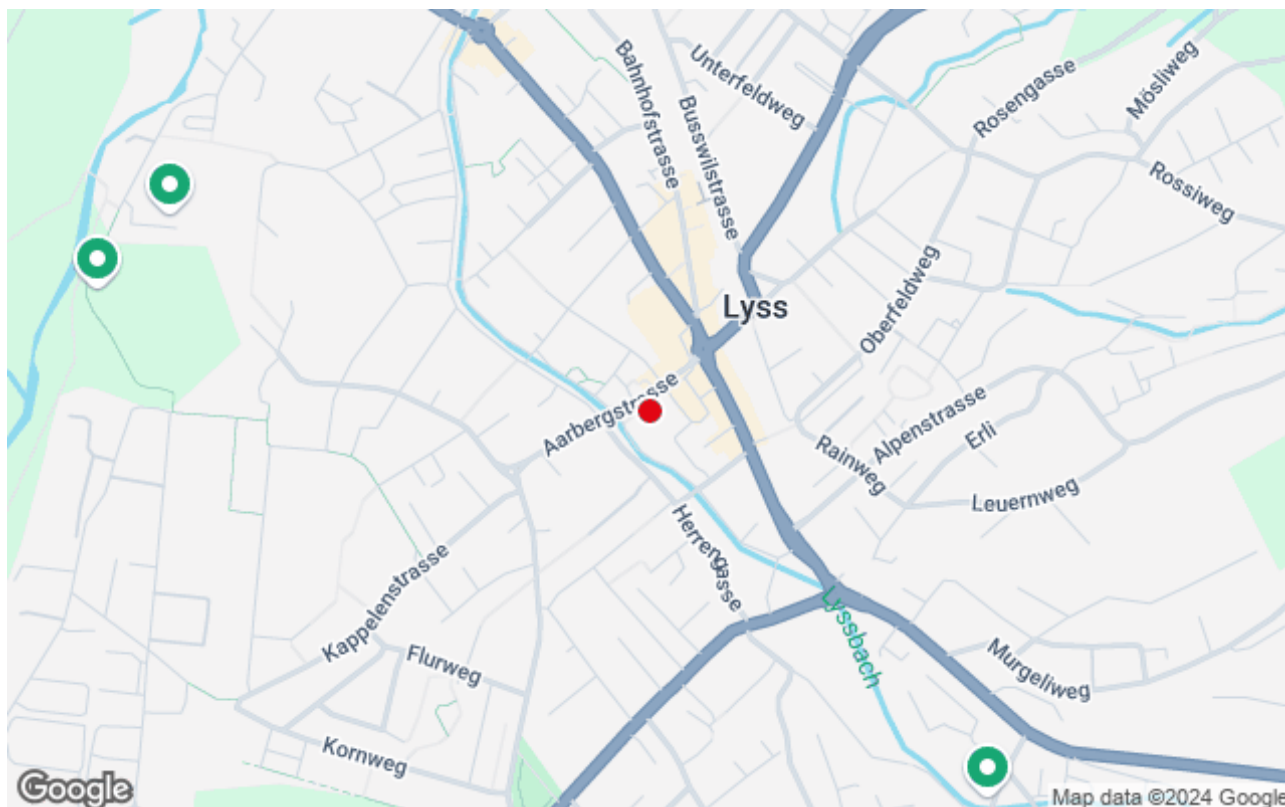 Bahnhofstrasse
Unterfeldweg
Busswilstrasse
Rosengasse
Mösliweg
Rossiweg
Lyss
Oberfeldweg
Aarbergstrasse
Alpenstrasse
Erli
Rainweg
Leuernweg
Herrengasse
Kappelenstrasse
Lyssbach
Flurweg
Murgeliweg
Kornweg
Google
Map data ©2024 Google